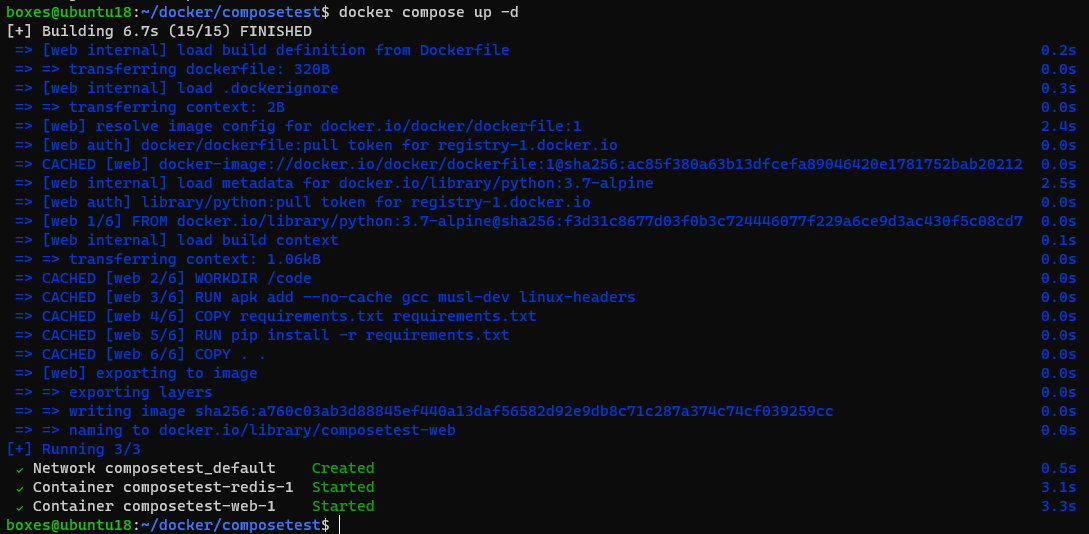 boxes@ubuntu18:~/docker/composetest$ docker compose up -d
[+] Building 6.7s (15/15) FINISHED
=> [web internal] load build definition from Dockerfile 0.2s
=> => transferring dockerfile: 320B 0.0s
=> [web internal] load .dockerignore 0.3s
=> => transferring context: 2B 0.0s
=> [web] resolve image config for docker.io/docker/dockerfile:1 2.4s
=> [web auth] docker/dockerfile:pull token for registry-1.docker.io 0.0s
=> CACHED [web] docker-image://docker.io/docker/dockerfile:1@sha256:ac85f380a63b13dfcefa89046420e1781752bab20212 0.0s
=> [web internal] load metadata for docker.io/library/python:3.7-alpine 2.5s
=> [web auth] library/python:pull token for registry-1.docker.io 0.0s
=> [web 1/6] FROM docker.io/library/python:3.7-alpine@sha256:f3d31c8677d03f0b3c724446077f229a6ce9d3ac430f5c08cd7 0.0s
=> [web internal] load build context 0.1s
=> => transferring context: 1.06kB 0.0s
=> CACHED [web 2/6] WORKDIR /code 0.0s
=> CACHED [web 3/6] RUN apk add --no-cache gcc musl-dev linux-headers 0.0s
=> CACHED [web 4/6] COPY requirements.txt requirements.txt 0.0s
=> CACHED [web 5/6] RUN pip install -r requirements.txt 0.0s
=> CACHED [web 6/6] COPY . . 0.0s
=> [web] exporting to image 0.0s
=> => exporting layers 0.0s
=> => writing image sha256:a760c03ab3d88845ef440a13daf56582d92e9db8c71c287a374c74cf039259cc 0.0s
=> => naming to docker.io/library/composetest-web 0.0s
[+] Running 3/3
✓ Network composetest_default Created 0.5s
✓ Container composetest-redis-1 Started 3.1s
✓ Container composetest-web-1 Started 3.3s
boxes@ubuntu18:~/docker/composetest$